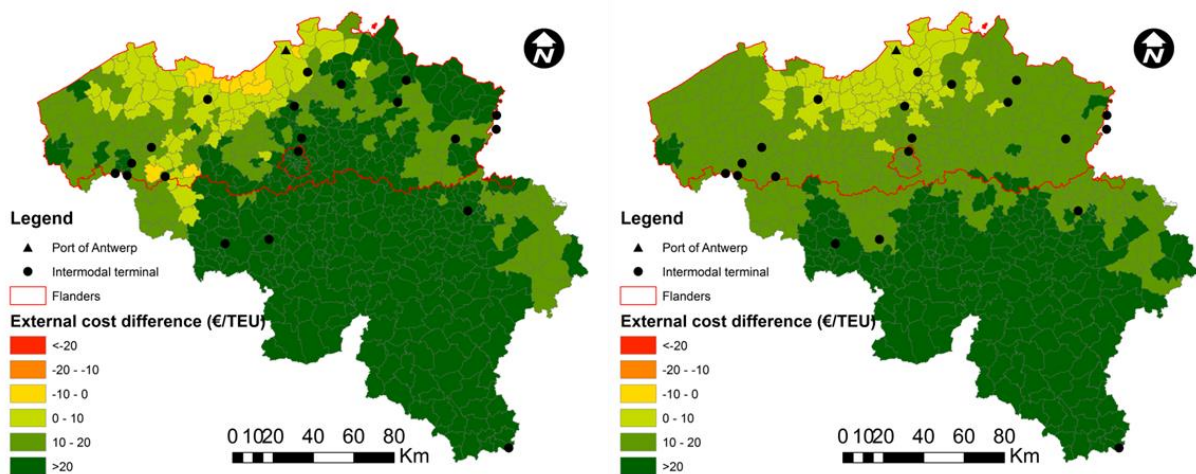 N
Legend
Port of Antwerp
Intermodal terminal
Flanders
External cost difference (€/TEU)
<-20
-20 - -10
-10 - 0
0 - 10
10 - 20
>20
0 10 20 40 60 80
Km
N
Legend
Port of Antwerp
Intermodal terminal
Flanders
External cost difference (€/TEU)
<-20
-20 - -10
-10 - 0
0 - 10
10 - 20
>20
0 10 20 40 60 80
Km